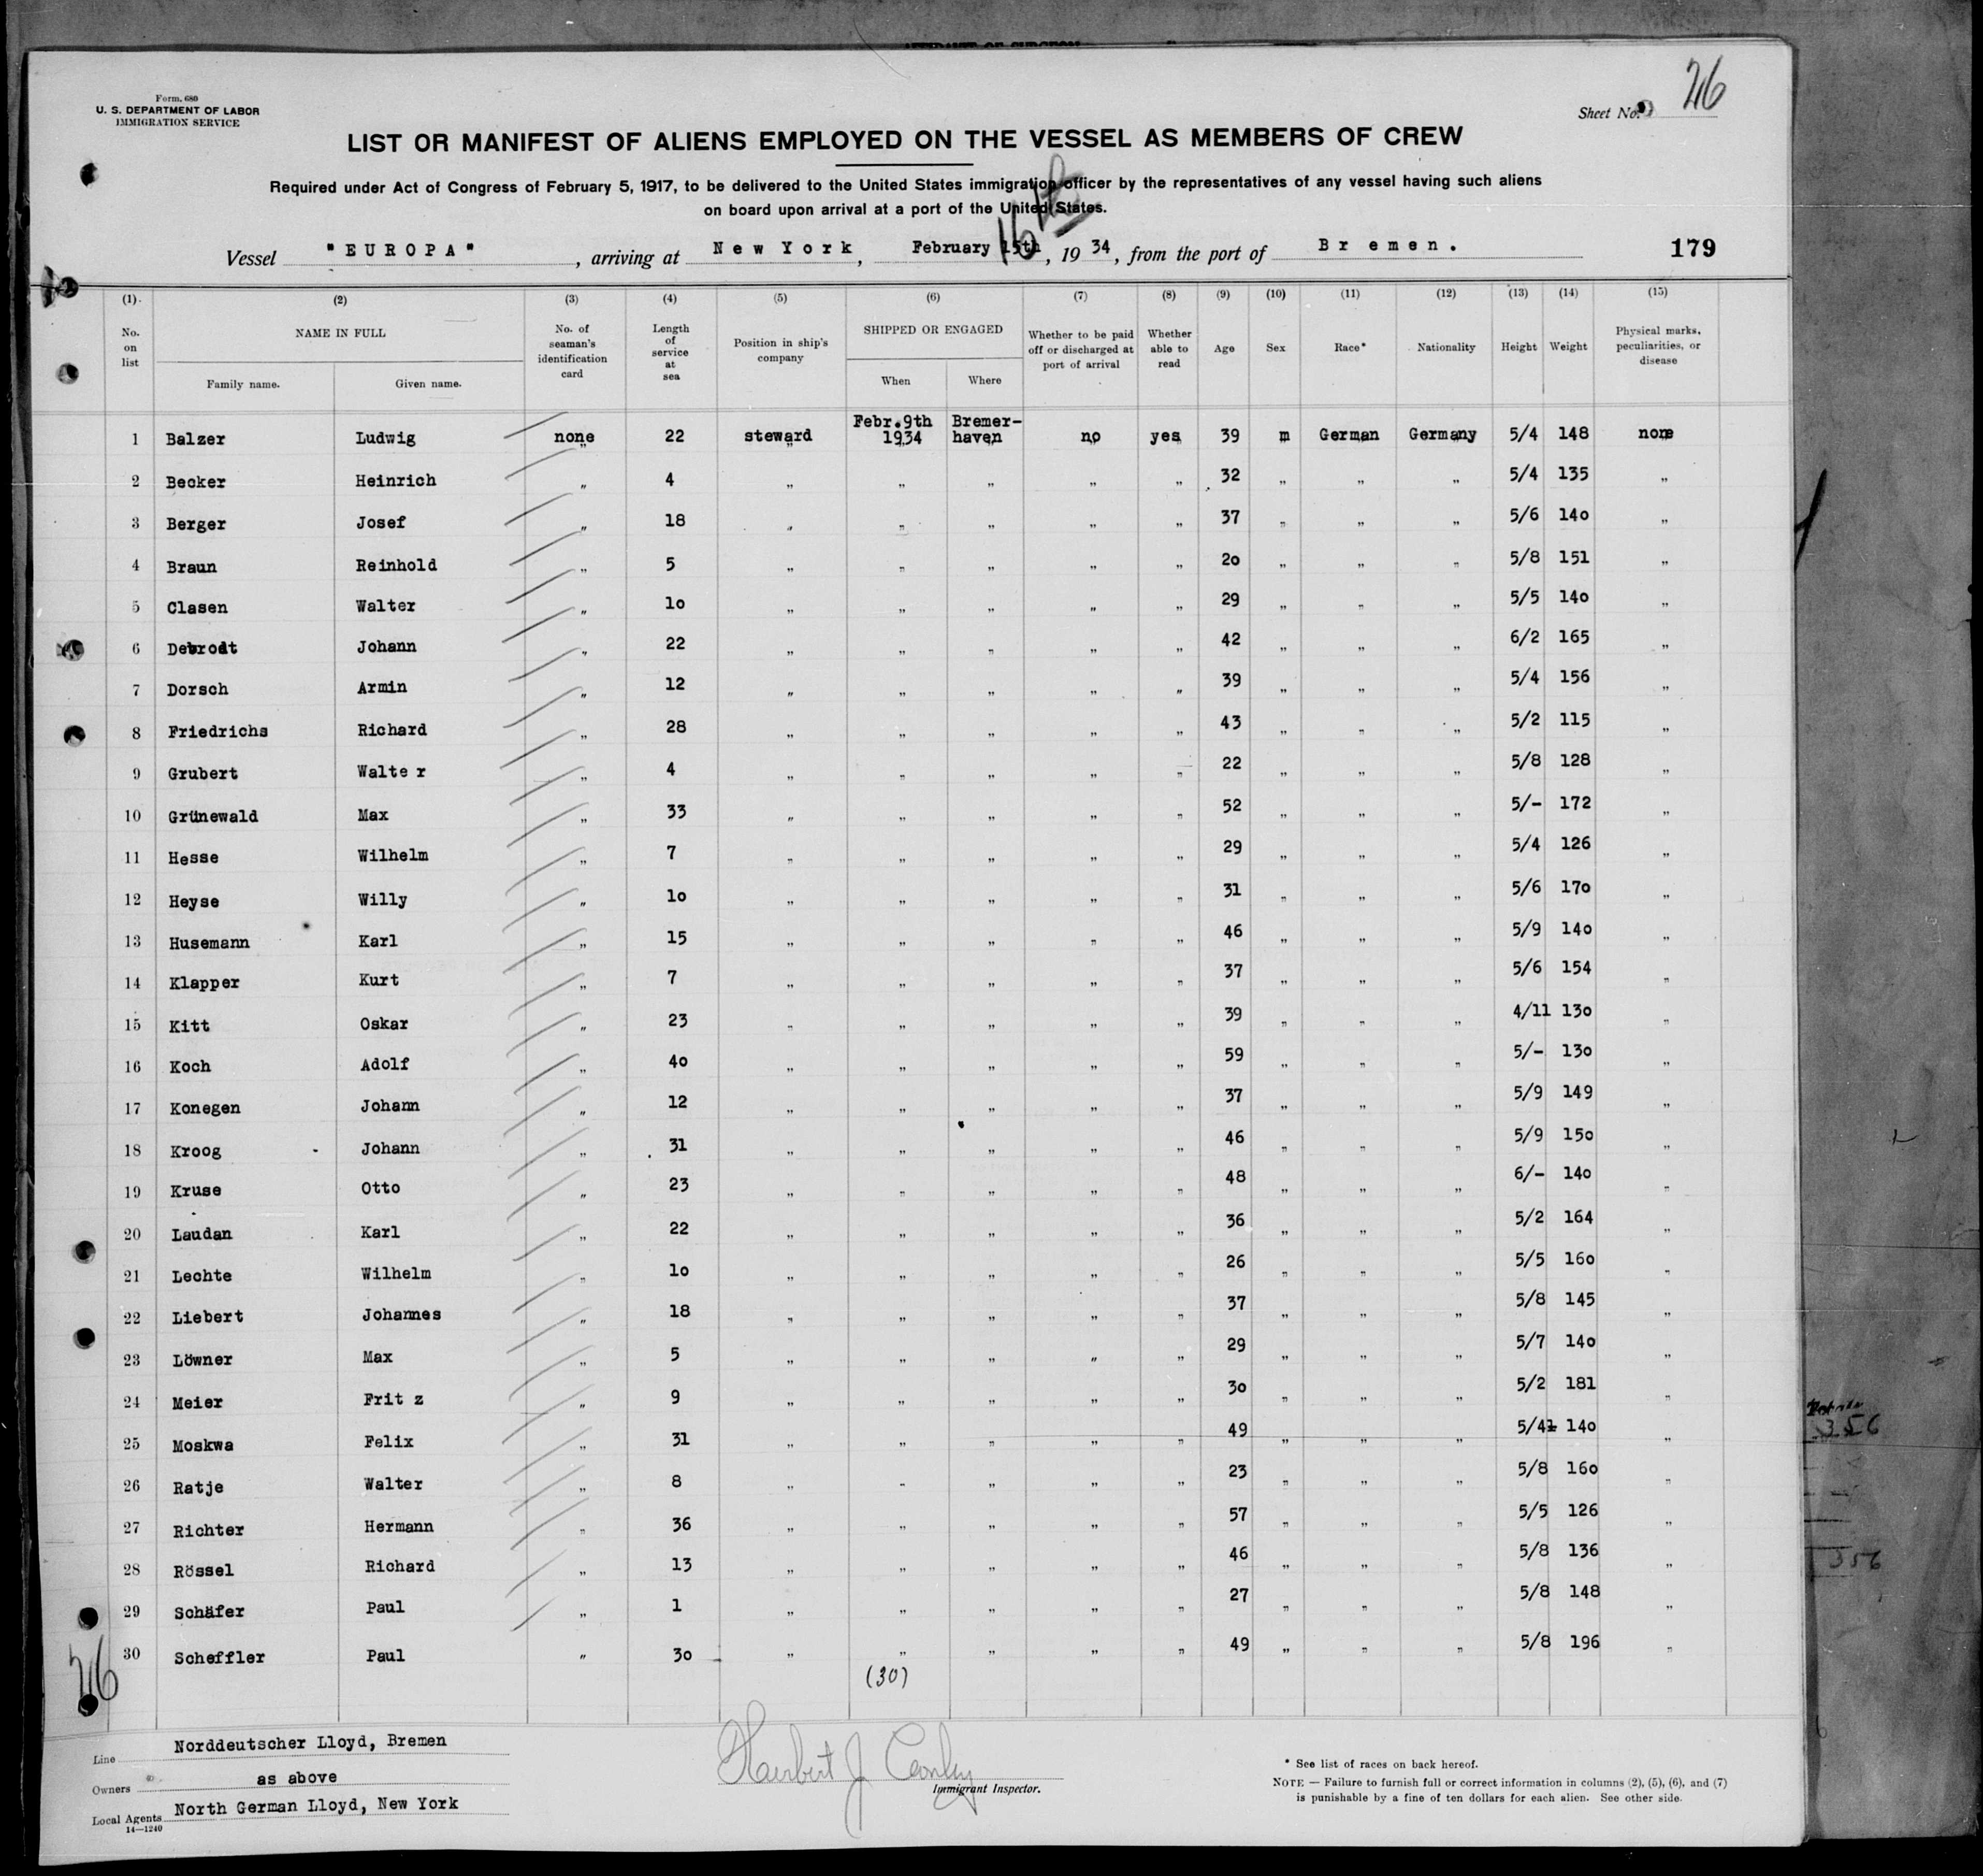 26
Form 680
U. S. DEPARTMENT OF LABOR
IMMIGRATION SERVICE
Sheet No.
LIST OR MANIFEST OF ALIENS EMPLOYED ON THE VESSEL AS MEMBERS OF CREW
Required under Act of Congress of February 5, 1917, to be delivered to the United States immigration officer by the representatives of any vessel having such aliens
on board upon arrival at a port of the United States.
16th
Vessel "EUROPA", arriving at New York, February 15th, 1934, from the port of Bremen. 179
(1) (2) (3) (4) (5) (6) (7) (8) (9) (10) (11) (12) (13) (14) (15)
No. on list NAME IN FULL Family name. Given name. No. of seaman's identification card Length of service at sea Position in ship's company SHIPPED OR ENGAGED When Where Whether to be paid off or discharged at port of arrival Whether able to read Age Sex Race* Nationality Height Weight Physical marks, peculiarities, or disease
1 Balzer Ludwig none 22 steward Febr.9th 1934 Bremerhaven no yes 39 m German Germany 5/4 148 none
2 Becker Heinrich " 4 " " " " " 32 " " " 5/4 135 "
3 Berger Josef " 18 " " " " " 37 " " " 5/6 140 "
4 Braun Reinhold " 5 " " " " " 20 " " " 5/8 151 "
5 Clasen Walter " 10 " " " " " 29 " " " 5/5 140 "
6 Debrodt Johann " 22 " " " " " 42 " " " 6/2 165 "
7 Dorsch Armin " 12 " " " " " 39 " " " 5/4 156 "
8 Friedrichs Richard " 28 " " " " " 43 " " " 5/2 115 "
9 Grubert Walter " 4 " " " " " 22 " " " 5/8 128 "
10 Grünewald Max " 33 " " " " " 52 " " " 5/- 172 "
11 Hesse Wilhelm " 7 " " " " " 29 " " " 5/4 126 "
12 Heyse Willy " 10 " " " " " 31 " " " 5/6 170 "
13 Husemann Karl " 15 " " " " " 46 " " " 5/9 140 "
14 Klapper Kurt " 7 " " " " " 37 " " " 5/6 154 "
15 Kitt Oskar " 23 " " " " " 39 " " " 4/11 130 "
16 Koch Adolf " 40 " " " " " 59 " " " 5/- 130 "
17 Konegen Johann " 12 " " " " " 37 " " " 5/9 149 "
18 Kroog Johann " 31 " " " " " 46 " " " 5/9 150 "
19 Kruse Otto " 23 " " " " " 48 " " " 6/- 140 "
20 Laudan Karl " 22 " " " " " 36 " " " 5/2 164 "
21 Lechte Wilhelm " 10 " " " " " 26 " " " 5/5 160 "
22 Liebert Johannes " 18 " " " " " 37 " " " 5/8 145 "
23 Löwner Max " 5 " " " " " 29 " " " 5/7 140 "
24 Meier Fritz " 9 " " " " " 30 " " " 5/2 181 "
25 Moskwa Felix " 31 " " " " " 49 " " " 5/4 140 "
26 Ratje Walter " 8 " " " " " 23 " " " 5/8 160 "
27 Richter Hermann " 36 " " " " " 57 " " " 5/5 126 "
28 Rössel Richard " 13 " " " " " 46 " " " 5/8 136 "
29 Schäfer Paul " 1 " " " " " 27 " " " 5/8 148 "
30 Scheffler Paul " 30 " " " " " 49 " " " 5/8 196 "
(30)
26
356
356
Line Norddeutscher Lloyd, Bremen
Owners as above
Local Agents North German Lloyd, New York
14—1240
Herbert J
Immigrant Inspector.
* See list of races on back hereof.
NOTE — Failure to furnish full or correct information in columns (2), (5), (6), and (7)
is punishable by a fine of ten dollars for each alien. See other side.